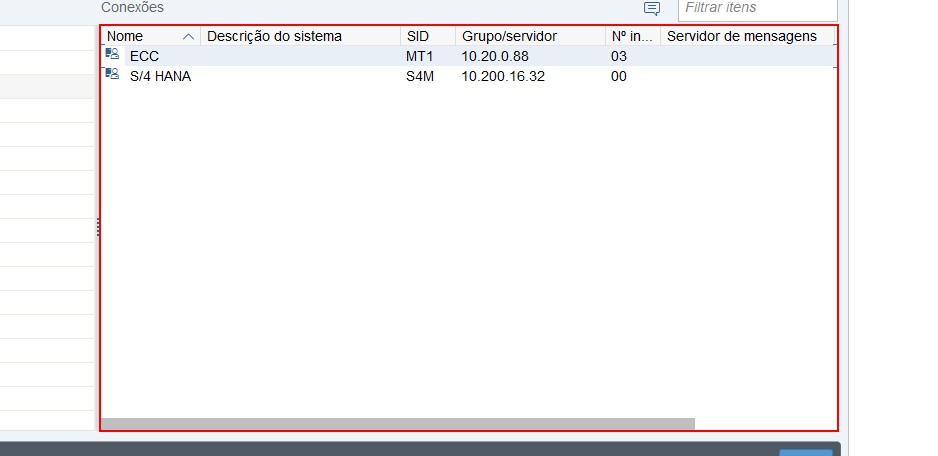 Conexões
Filtrar itens
Nome Descrição do sistema SID Grupo/servidor Nº in... Servidor de mensagens
ECC MT1 10.20.0.88 03
S/4 HANA S4M 10.200.16.32 00